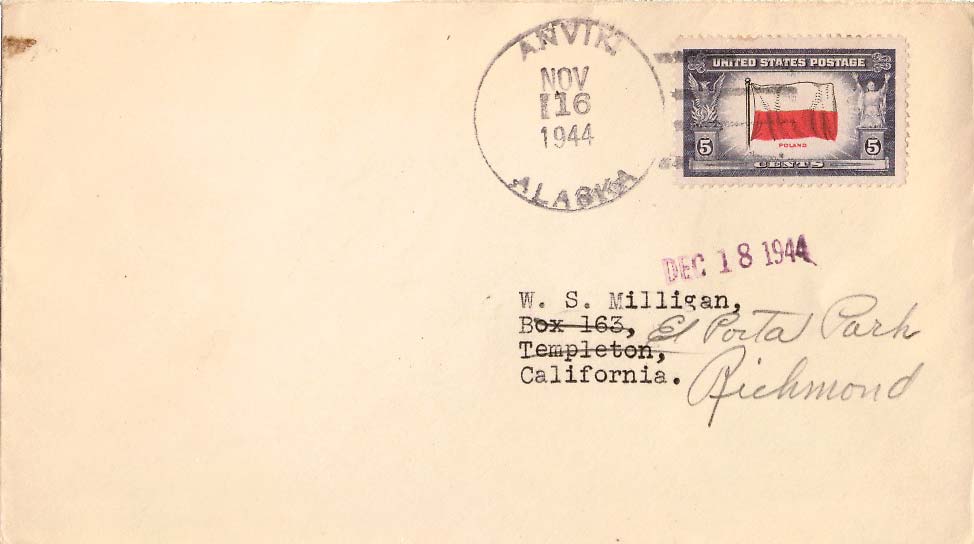 ANVIK
NOV
16
1944
ALASKA
UNITED STATES POSTAGE
POLAND
5 CENTS 5
DEC 18 1944
W. S. Milligan,
Box 163, El Porta Park
Templeton,
California. Richmond